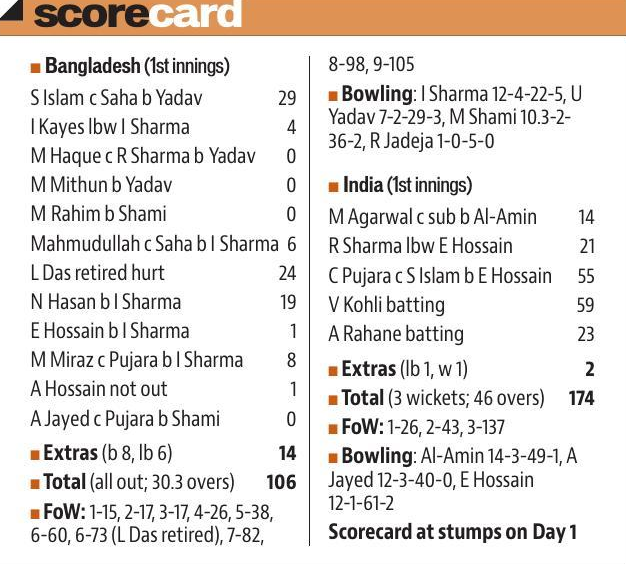 scorecard
■ Bangladesh (1st innings)
S Islam c Saha b Yadav 29
I Kayes lbw I Sharma 4
M Haque c R Sharma b Yadav 0
M Mithun b Yadav 0
M Rahim b Shami 0
Mahmudullah c Saha b I Sharma 6
L Das retired hurt 24
N Hasan b I Sharma 19
E Hossain b I Sharma 1
M Miraz c Pujara b I Sharma 8
A Hossain not out 1
A Jayed c Pujara b Shami 0
■ Extras (b 8, lb 6) 14
■ Total (all out; 30.3 overs) 106
■ FoW: 1-15, 2-17, 3-17, 4-26, 5-38,
6-60, 6-73 (L Das retired), 7-82,
8-98, 9-105
■ Bowling: I Sharma 12-4-22-5, U
Yadav 7-2-29-3, M Shami 10.3-2-
36-2, R Jadeja 1-0-5-0
■ India (1st innings)
M Agarwal c sub b Al-Amin 14
R Sharma lbw E Hossain 21
C Pujara c S Islam b E Hossain 55
V Kohli batting 59
A Rahane batting 23
■ Extras (lb 1, w 1) 2
■ Total (3 wickets; 46 overs) 174
■ FoW: 1-26, 2-43, 3-137
■ Bowling: Al-Amin 14-3-49-1, A
Jayed 12-3-40-0, E Hossain
12-1-61-2
Scorecard at stumps on Day 1